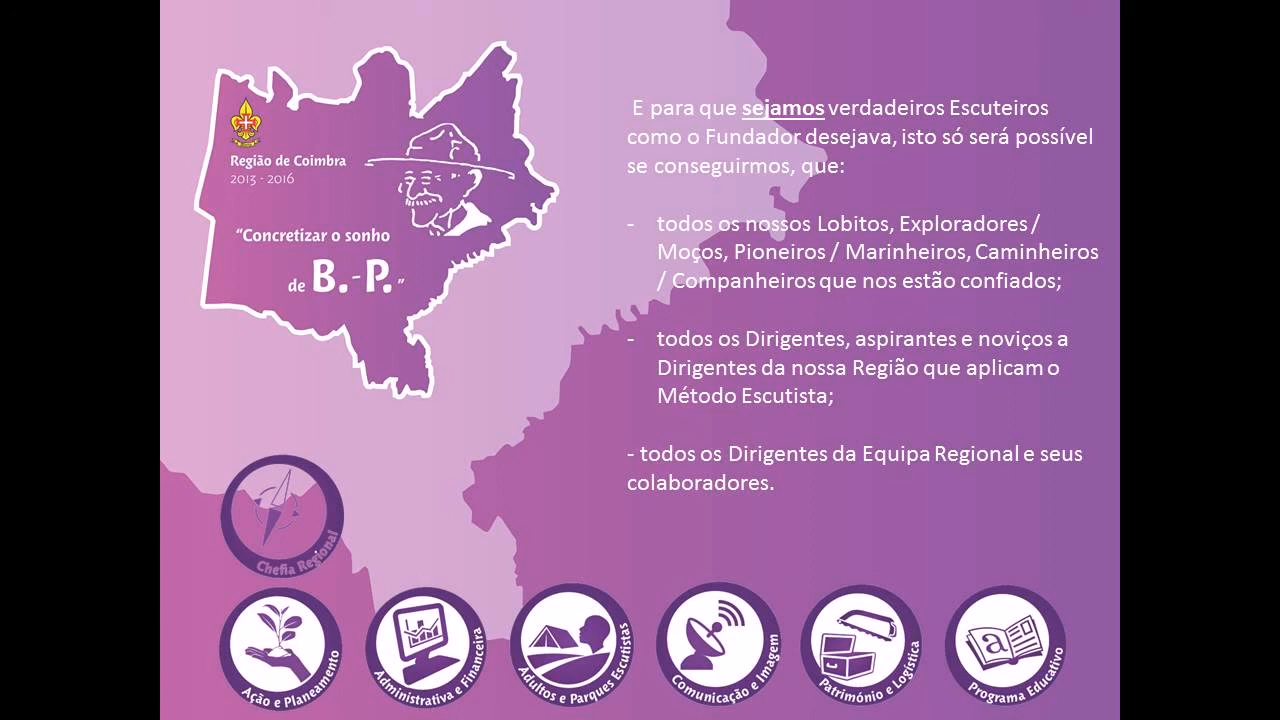 Região de Coimbra
2013 - 2016
"Concretizar o sonho
de B.-P."
E para que sejamos verdadeiros Escuteiros
como o Fundador desejava, isto só será possível
se conseguirmos, que:
- todos os nossos Lobitos, Exploradores /
Moços, Pioneiros / Marinheiros, Caminheiros
/ Companheiros que nos estão confiados;
- todos os Dirigentes, aspirantes e noviços a
Dirigentes da nossa Região que aplicam o
Método Escutista;
- todos os Dirigentes da Equipa Regional e seus
colaboradores.
Chefia Regional
Ação e Planeamento
Administrativa e Financeira
Adultos e Parques Escutistas
Comunicação e Imagem
Património e Logística
Programa Educativo
a